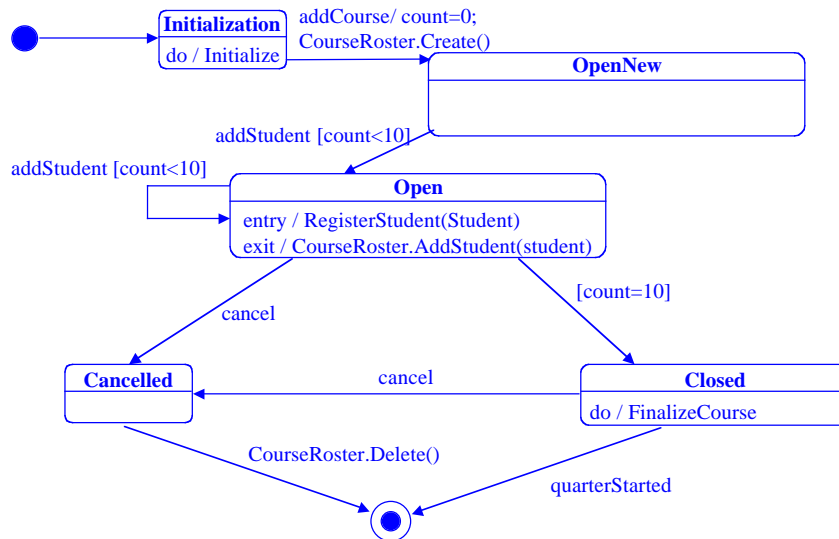 Initialization
do / Initialize
addCourse/ count=0;
CourseRoster.Create()
OpenNew
addStudent [count<10]
addStudent [count<10]
Open
entry / RegisterStudent(Student)
exit / CourseRoster.AddStudent(student)
[count=10]
cancel
Cancelled
cancel
Closed
do / FinalizeCourse
CourseRoster.Delete()
quarterStarted